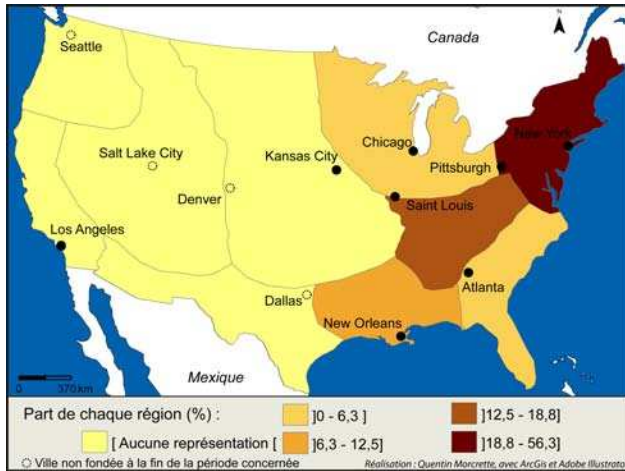 Canada
N
Seattle
Chicago
New York
Salt Lake City
Kansas City
Pittsburgh
Denver
Saint Louis
Los Angeles
Dallas
Atlanta
New Orleans
0 370 km
Mexique
Part de chaque région (%) :
]0 - 6,3 ]
]12,5 - 18,8]
[ Aucune représentation [
]6,3 - 12,5]
]18,8 - 56,3]
Ville non fondée à la fin de la période concernée
Réalisation : Quentin Morcrette, avec ArcGis et Adobe Illustrato